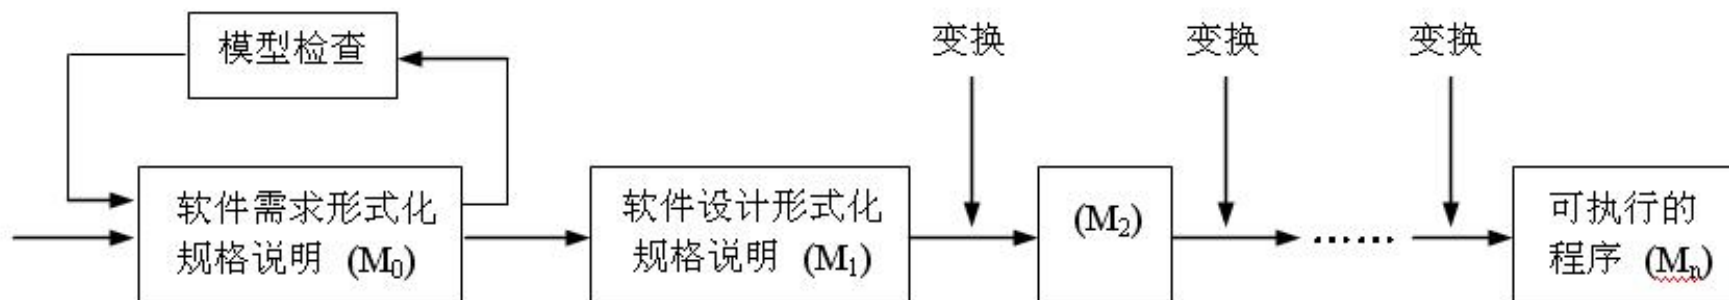 模型检查
变换
变换
变换
软件需求形式化
规格说明 (M0)
软件设计形式化
规格说明 (M1)
(M2)
......
可执行的
程序 (Mn)